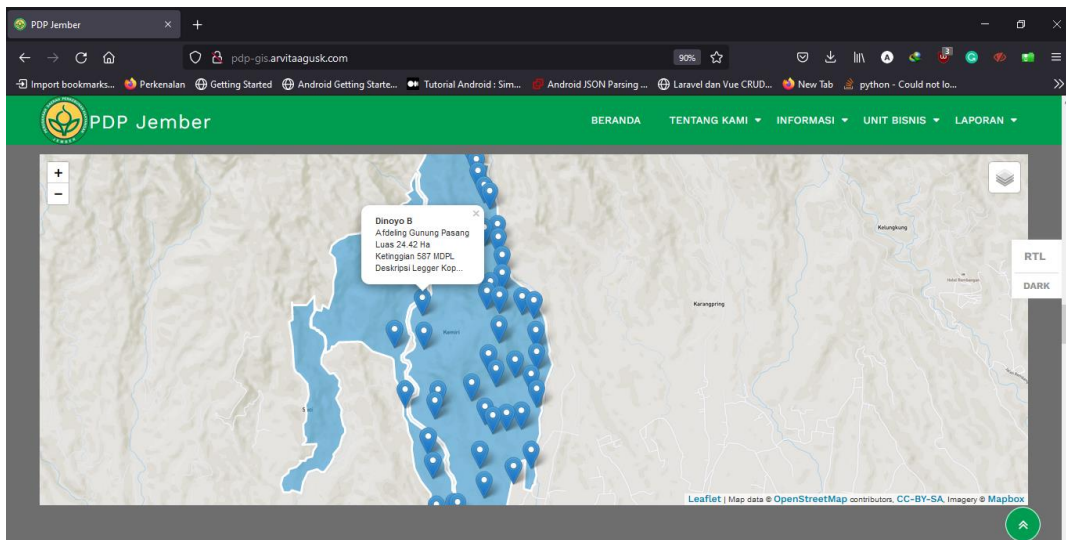 PDP Jember
pdp-gis.arvitaagusk.com
90%
3
Import bookmarks... Perkenalan Getting Started Android Getting Starte... Tutorial Android : Sim... Android JSON Parsing ... Laravel dan Vue CRUD... New Tab python - Could not lo...
JEMBER
PDP Jember
BERANDA TENTANG KAMI INFORMASI UNIT BISNIS LAPORAN
+
−
Dinoyo B
Afdeling Gunung Pasang
Luas 24.42 Ha
Ketinggian 587 MDPL
Deskripsi Legger Kop...
×
Kelungkung
RTL
DARK
Karangpring
Leaflet | Map data © OpenStreetMap contributors, CC-BY-SA, Imagery © Mapbox